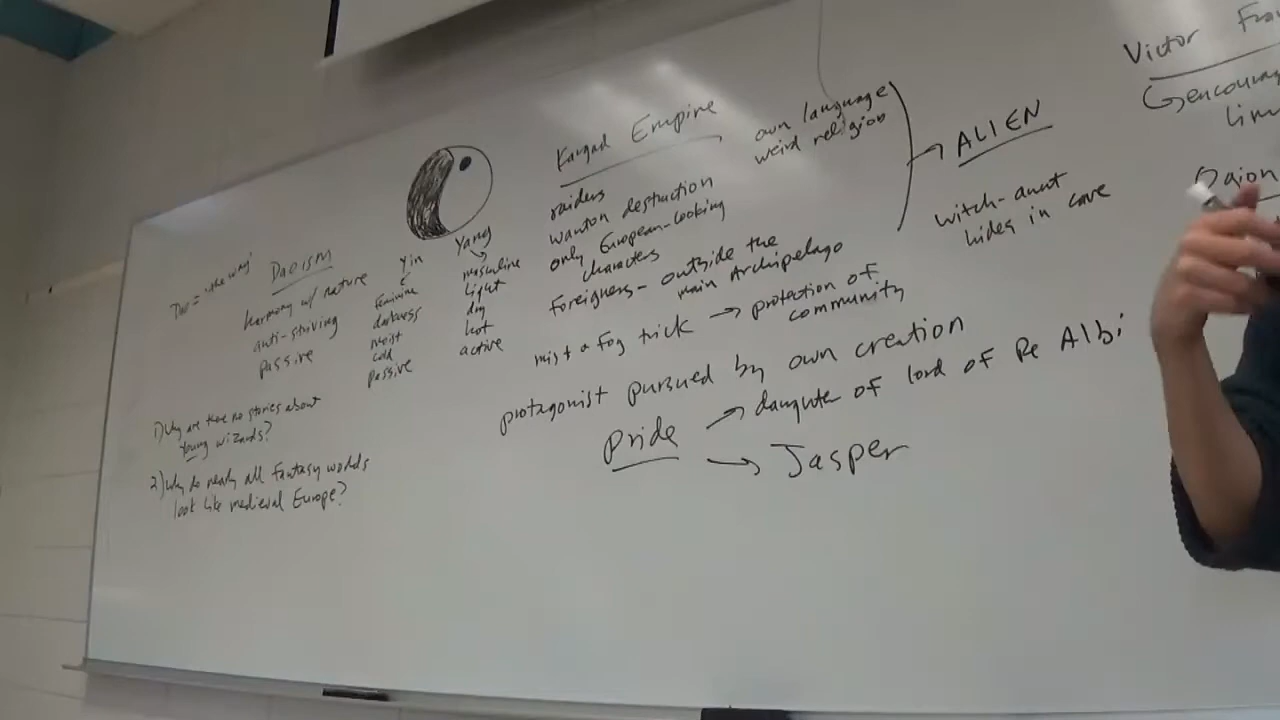 Tao = "the way"
Daoism
harmony w/ nature
anti-striving
passive
Yin
feminine
darkness
moist
cold
passive
Yang
masculine
light
dry
hot
active
1) Why are there no stories about
young wizards?
2) Why do nearly all fantasy worlds
look like medieval Europe?
Kargad Empire
raiders
wanton destruction
only European-looking
characters
foreigners - outside the
main Archipelago
own language
weird religion
ALIEN
mist & fog trick → protection of
community
witch-aunt
hides in cave
protagonist pursued by own creation
Pride → daughter of lord of Re Albi
→ Jasper
Victor